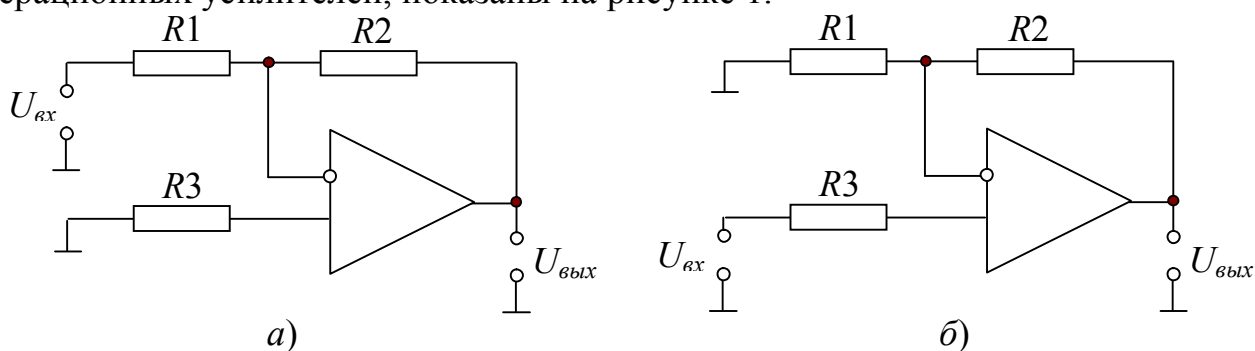 ерационных усилителей, показаны на рисунке 1.
R1 R2 R1 R2
Uвх
R3 R3
Uвых Uвх Uвых
а) б)